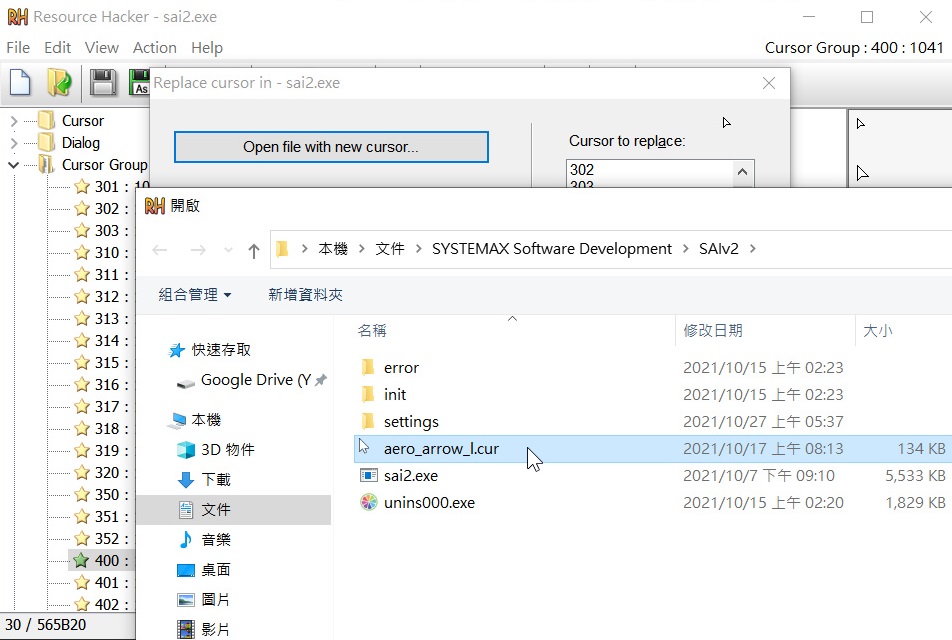 RH Resource Hacker - sai2.exe
File Edit View Action Help
Cursor Group : 400 : 1041
As
Replace cursor in - sai2.exe
Open file with new cursor...
Cursor to replace:
302
303
Cursor
Dialog
Cursor Group
301 : 10
302 :
303 :
310 :
311 :
312 :
313 :
314 :
315 :
316 :
317 :
318 :
319 :
320 :
350 :
351 :
352 :
400 :
401 :
402 :
30 / 565B20
RH 開啟
本機 > 文件 > SYSTEMAX Software Development > SAIv2 >
組合管理 新增資料夾
快速存取
Google Drive (Y
本機
3D 物件
下載
文件
音樂
桌面
圖片
影片
名稱 修改日期 大小
error 2021/10/15 上午 02:23
init 2021/10/15 上午 02:23
settings 2021/10/27 上午 05:37
aero_arrow_l.cur 2021/10/17 上午 08:13 134 KB
sai2.exe 2021/10/7 下午 09:10 5,533 KB
unins000.exe 2021/10/15 上午 02:20 1,829 KB